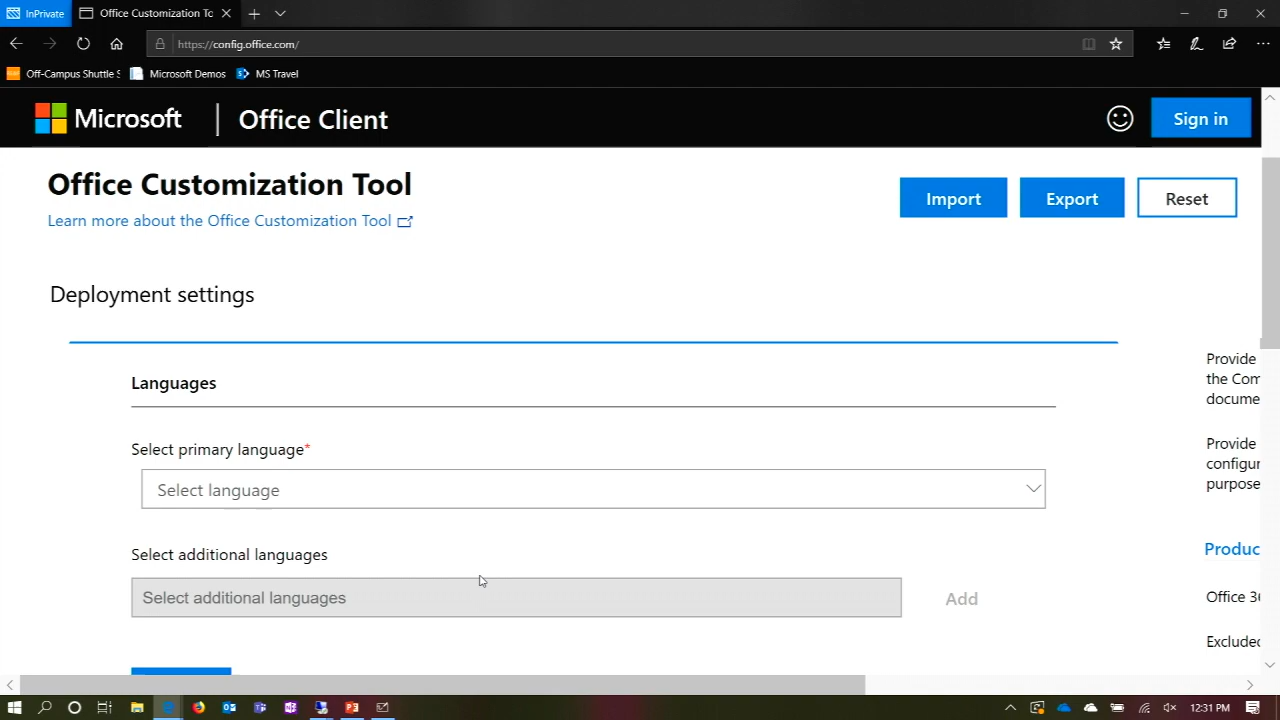 InPrivate
Office Customization To
https://config.office.com/
Off-Campus Shuttle S
Microsoft Demos
MS Travel
Microsoft
Office Client
Sign in
Office Customization Tool
Learn more about the Office Customization Tool
Import
Export
Reset
Deployment settings
Languages
Select primary language*
Select language
Select additional languages
Select additional languages
Add
Provide
the Com
docume
Provide
configur
purpose
Produc
Office 36
Excluded
12:31 PM